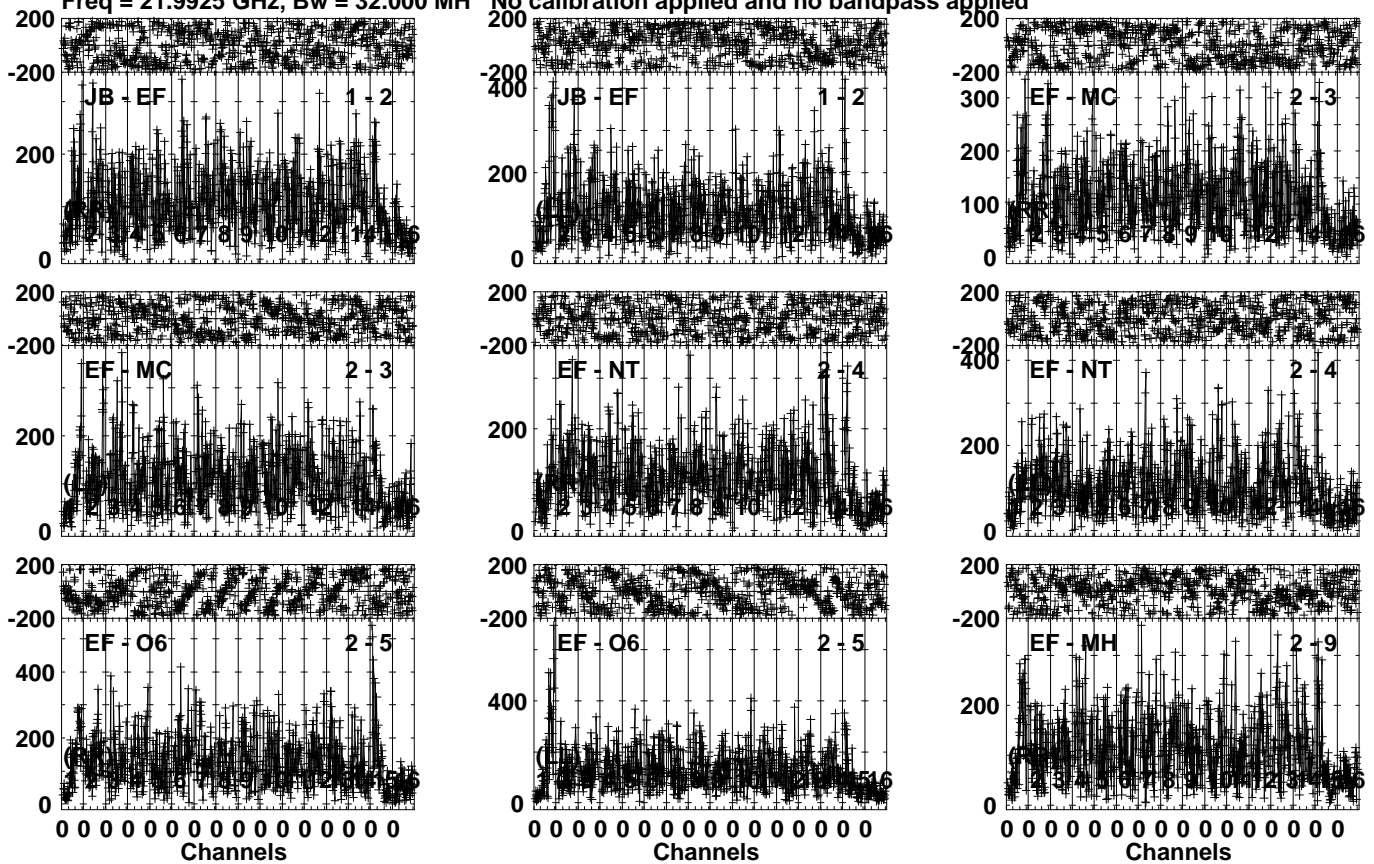 Freq = 21.9925 GHz, Bw = 32.000 MH No calibration applied and no bandpass applied
200 200 200
-200 -200 -200
JB - EF 1 - 2 400 JB - EF 1 - 2 300 EF - MC 2 - 3
200 200 200
100
0 0 0
200 200 200
-200 -200 -200
EF - MC 2 - 3 EF - NT 2 - 4 400 EF - NT 2 - 4
200 200 200
0 0 0
200 200 200
-200 -200 -200
EF - O6 2 - 5 EF - O6 2 - 5 EF - MH 2 - 9
400 400 200
200
0 0 0
0 0 0 0 0 0 0 0 0 0 0 0 0 0 0 0 0 0 0 0 0 0 0 0 0 0 0 0 0 0 0 0 0 0 0 0 0 0 0 0 0 0 0 0 0 0 0 0
Channels Channels Channels